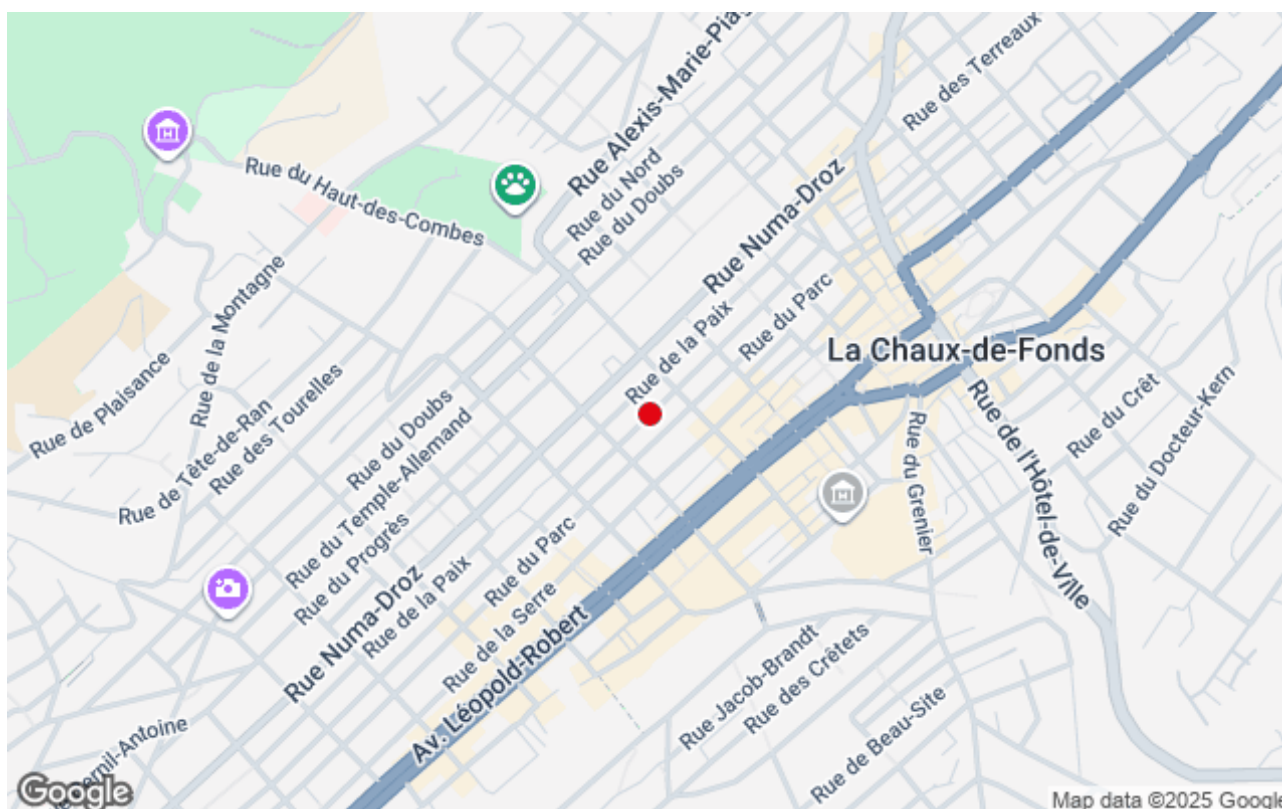 Rue Alexis-Marie-Piag
Rue des Terreaux
Rue du Haut-des-Combes
Rue du Nord
Rue du Doubs
Rue Numa-Droz
Rue de la Montagne
Rue de la Paix
Rue du Parc
La Chaux-de-Fonds
Rue de Plaisance
Rue de Tête-de-Ran
Rue des Tourelles
Rue du Doubs
Rue du Temple-Allemand
Rue du Progrès
Rue du Crêt
Rue du Docteur-Kern
Rue de l'Hôtel-de-Ville
Rue du Grenier
Rue Numa-Droz
Rue de la Paix
Rue du Parc
Rue de la Serre
Av. Léopold-Robert
Rue Jacob-Brandt
Rue des Crêtets
Rue de Beau-Site
ernil-Antoine
Google
Map data ©2025 Google